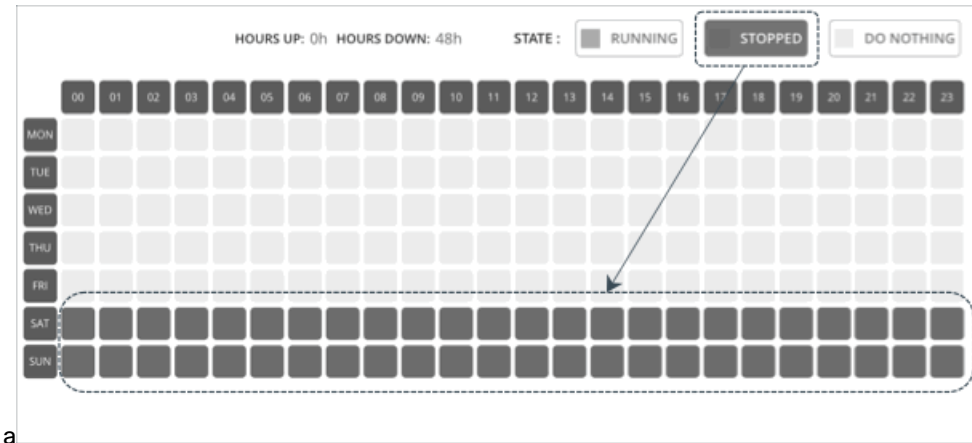 HOURS UP: 0h HOURS DOWN: 48h STATE : RUNNING STOPPED DO NOTHING
00 01 02 03 04 05 06 07 08 09 10 11 12 13 14 15 16 17 18 19 20 21 22 23
MON
TUE
WED
THU
FRI
SAT
SUN
a